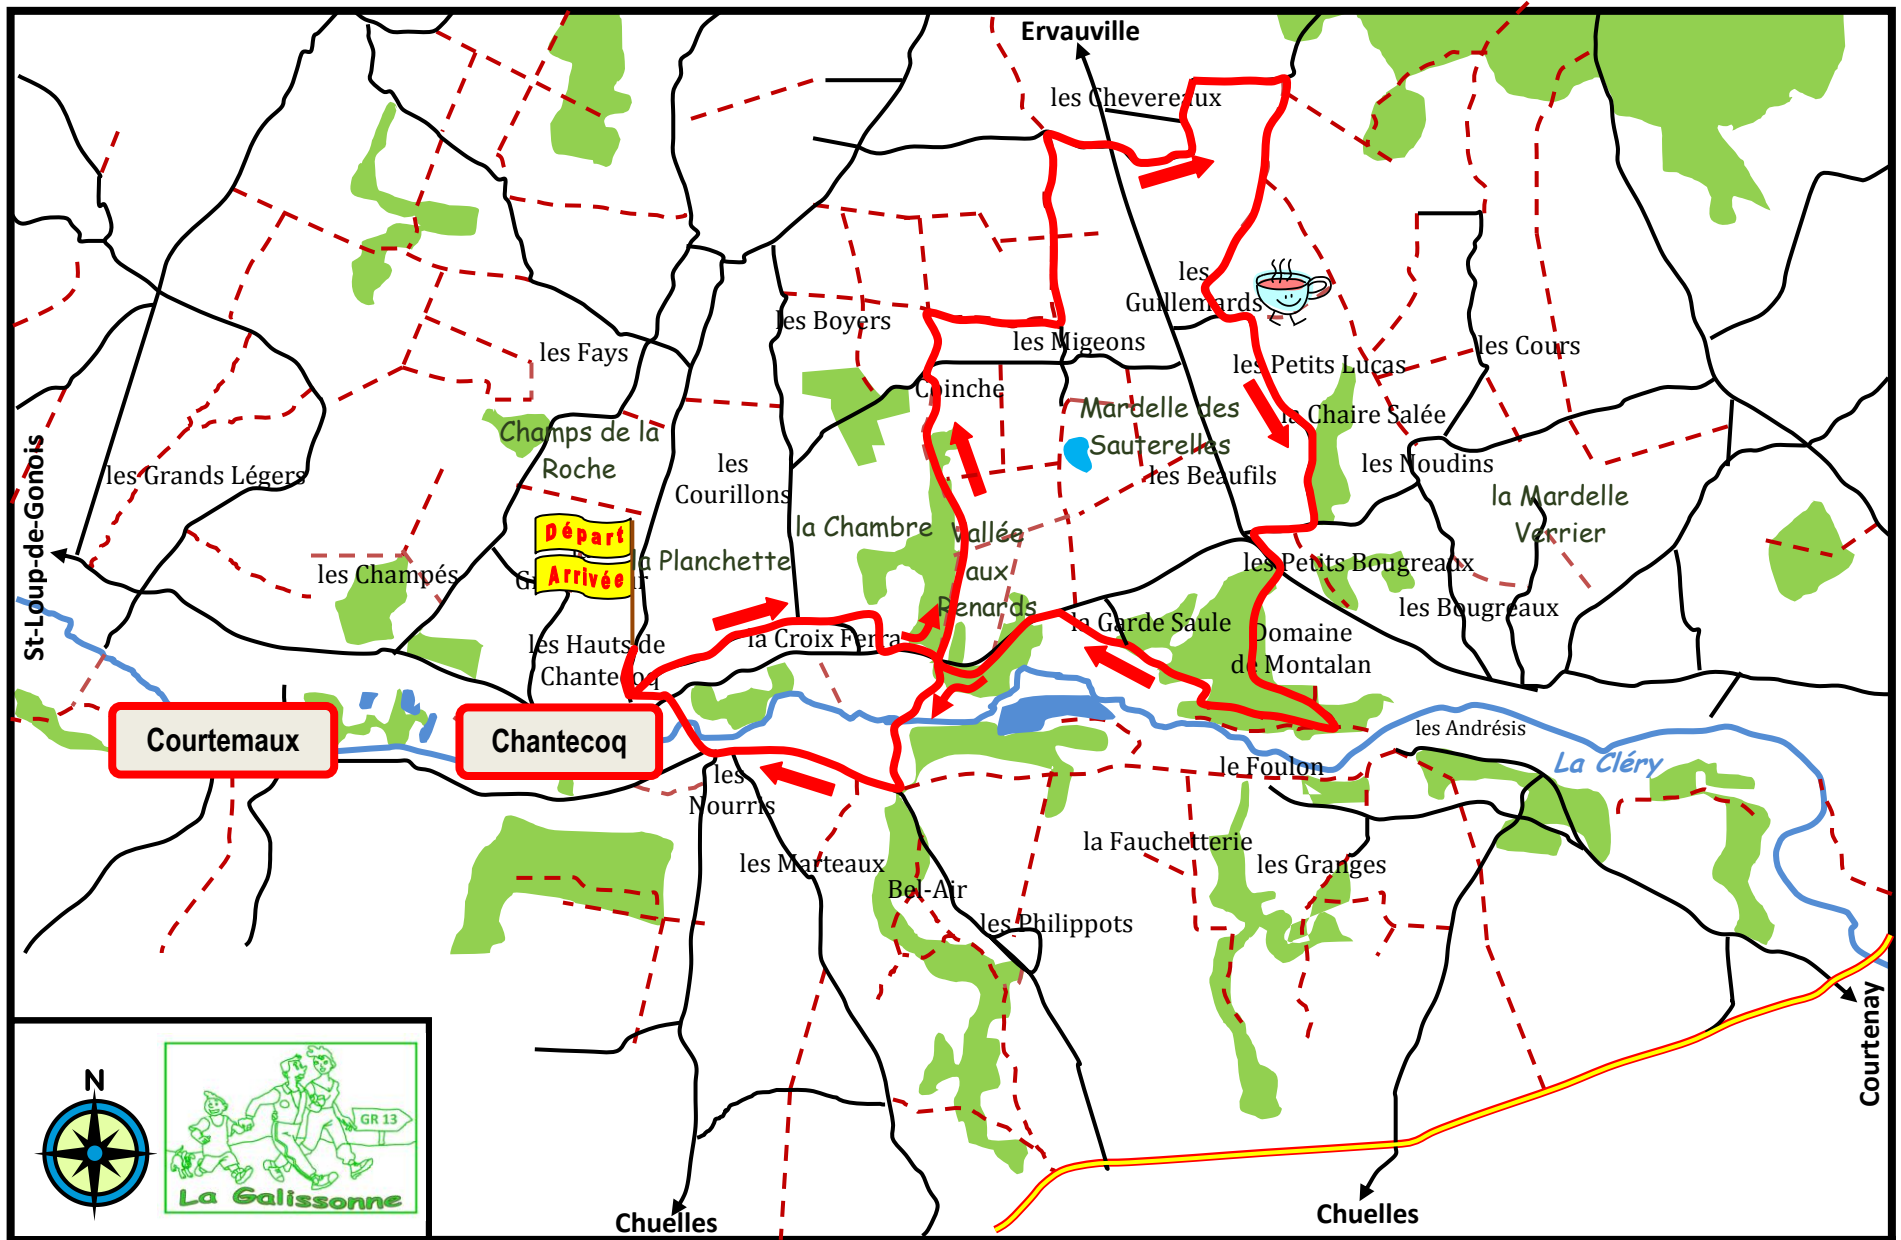 Ervauville
les Chevereaux
les
Guillemards
les Boyers
les Migeons
les Fays
les Cours
les Petits Lucas
Coinche
Mardelle des
Sauterelles
la Chaire Salée
Champs de la
Roche
les
Courillons
les Grands Légers
les Beaufils
les Noudins
la Mardelle
Verrier
St-Loup-de-Gonois
Départ
Arrivée
la Chambre
Vallée
aux
Renards
la Planchette
les Champés
les Petits Bougreaux
les Bougreaux
les Hauts de
Chantecoq
la Croix Ferra
la Garde Saule
Domaine
de Montalan
Courtemaux
Chantecoq
les Andrésis
La Cléry
le Foulon
les
Nourris
la Fauchetterie
les Granges
les Marteaux
Bel-Air
les Philippots
Courtenay
N
GR 13
La Galissonne
Chuelles
Chuelles